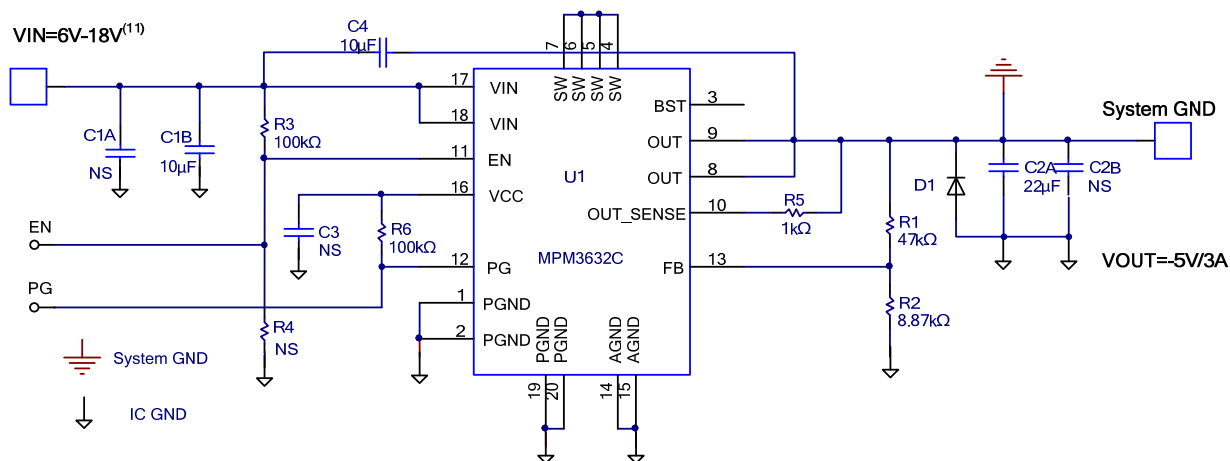 VIN=6V-18V(11)
C4
10µF
7
6
5
4
SW
SW
SW
SW
17
VIN
18
VIN
BST
3
C1A
NS
C1B
10µF
R3
100kΩ
11
EN
OUT
9
System GND
OUT
8
16
VCC
U1
D1
C2A
22µF
C2B
NS
OUT_SENSE
10
R5
1kΩ
EN
C3
NS
R6
100kΩ
R1
47kΩ
12
PG
MPM3632C
FB
13
VOUT=-5V/3A
PG
1
PGND
R2
8.87kΩ
R4
NS
2
PGND
PGND
PGND
AGND
AGND
System GND
19
20
14
15
IC GND